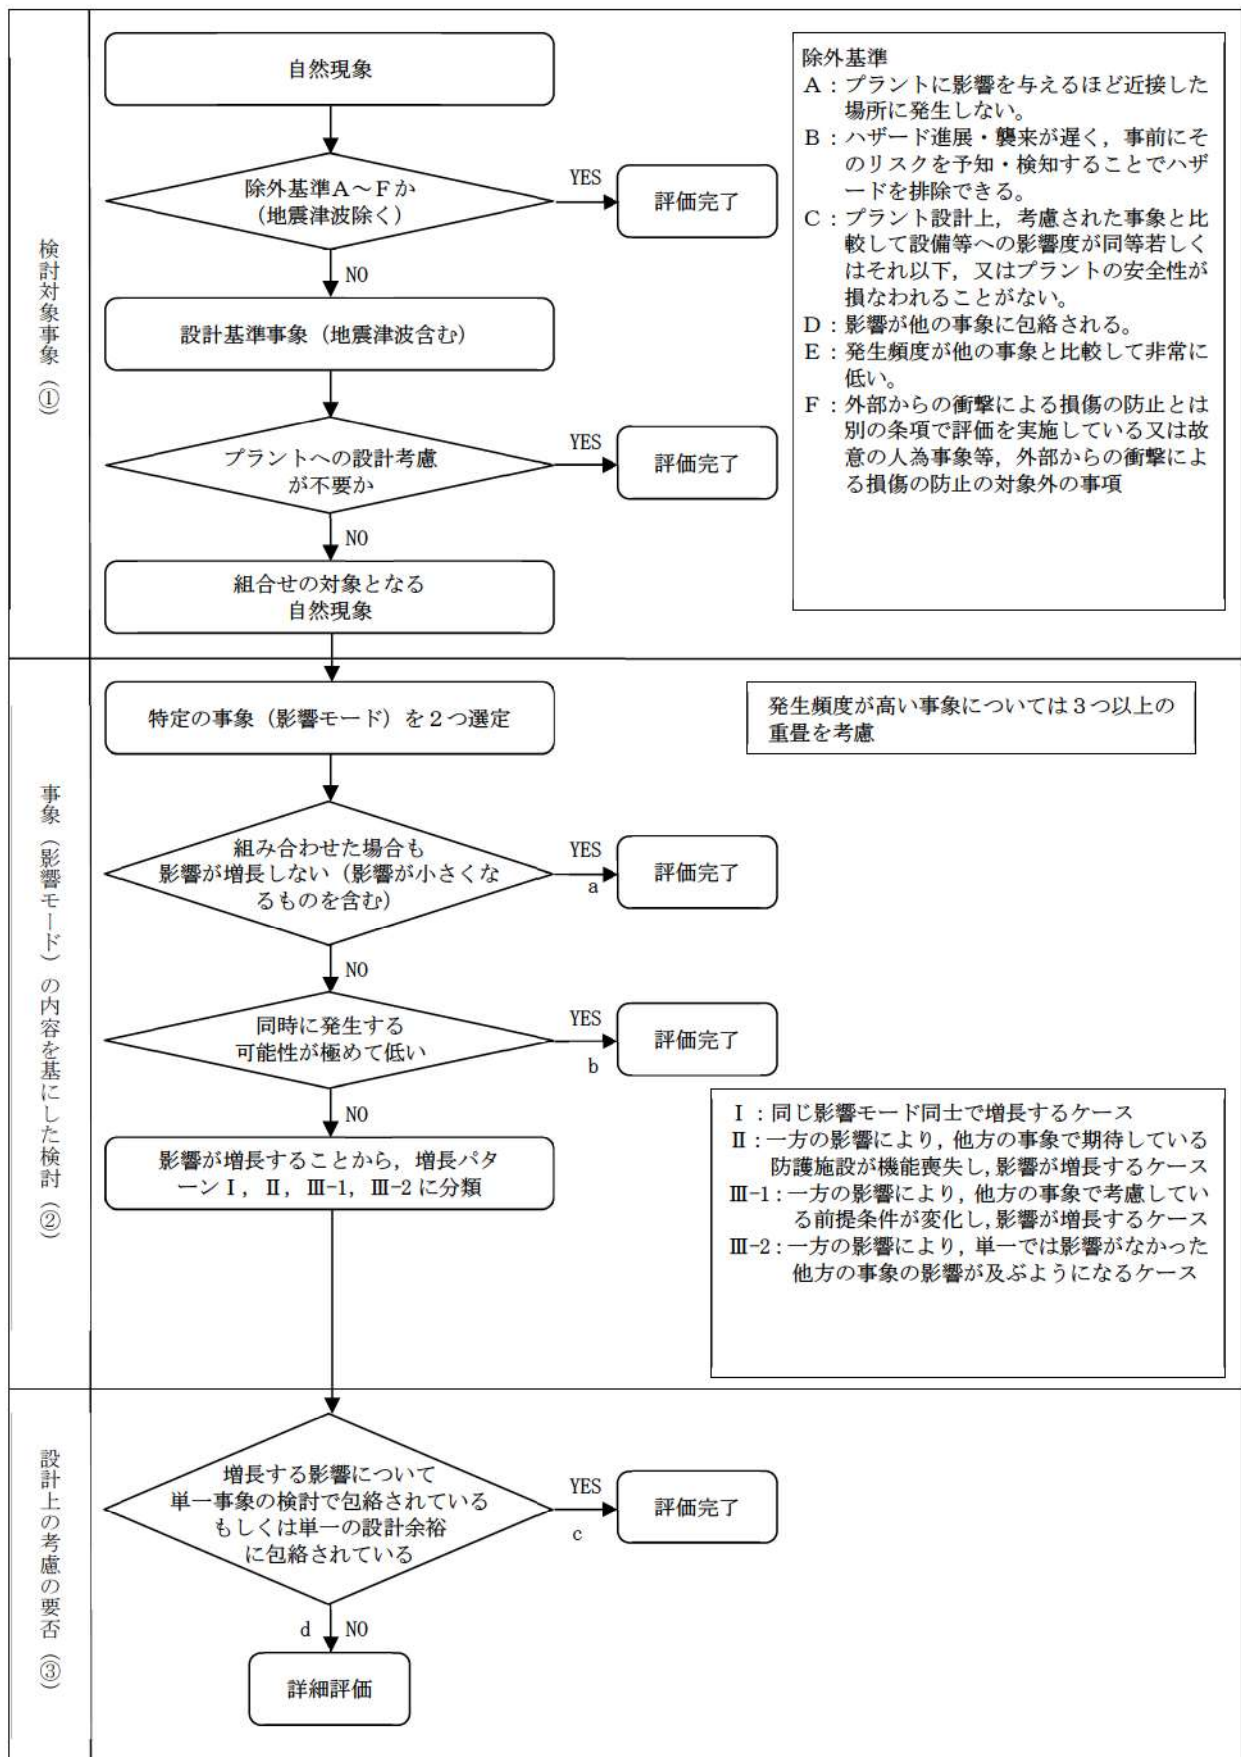 検討対象事象（①）
自然現象
除外基準Ａ～Ｆか
（地震津波除く）
YES
評価完了
NO
設計基準事象（地震津波含む）
プラントへの設計考慮
が不要か
YES
評価完了
NO
組合せの対象となる
自然現象
除外基準
Ａ：プラントに影響を与えるほど近接した
場所に発生しない。
Ｂ：ハザード進展・襲来が遅く，事前にそ
のリスクを予知・検知することでハザ
ードを排除できる。
Ｃ：プラント設計上，考慮された事象と比
較して設備等への影響度が同等若しく
はそれ以下，又はプラントの安全性が
損なわれることがない。
Ｄ：影響が他の事象に包絡される。
Ｅ：発生頻度が他の事象と比較して非常に
低い。
Ｆ：外部からの衝撃による損傷の防止とは
別の条項で評価を実施している又は故
意の人為事象等，外部からの衝撃によ
る損傷の防止の対象外の事項
事象（影響モード）の内容を基にした検討（②）
特定の事象（影響モード）を２つ選定
発生頻度が高い事象については３つ以上の
重畳を考慮
組み合わせた場合も
影響が増長しない（影響が小さくな
るものを含む）
YES
a
評価完了
NO
同時に発生する
可能性が極めて低い
YES
b
評価完了
NO
影響が増長することから，増長パタ
ーンⅠ，Ⅱ，Ⅲ-1，Ⅲ-2 に分類
Ⅰ：同じ影響モード同士で増長するケース
Ⅱ：一方の影響により，他方の事象で期待している
防護施設が機能喪失し，影響が増長するケース
Ⅲ-1：一方の影響により，他方の事象で考慮してい
る前提条件が変化し，影響が増長するケース
Ⅲ-2：一方の影響により，単一では影響がなかった
他方の事象の影響が及ぶようになるケース
設計上の考慮の要否（③）
増長する影響について
単一事象の検討で包絡されている
もしくは単一の設計余裕
に包絡されている
YES
c
評価完了
d
NO
詳細評価